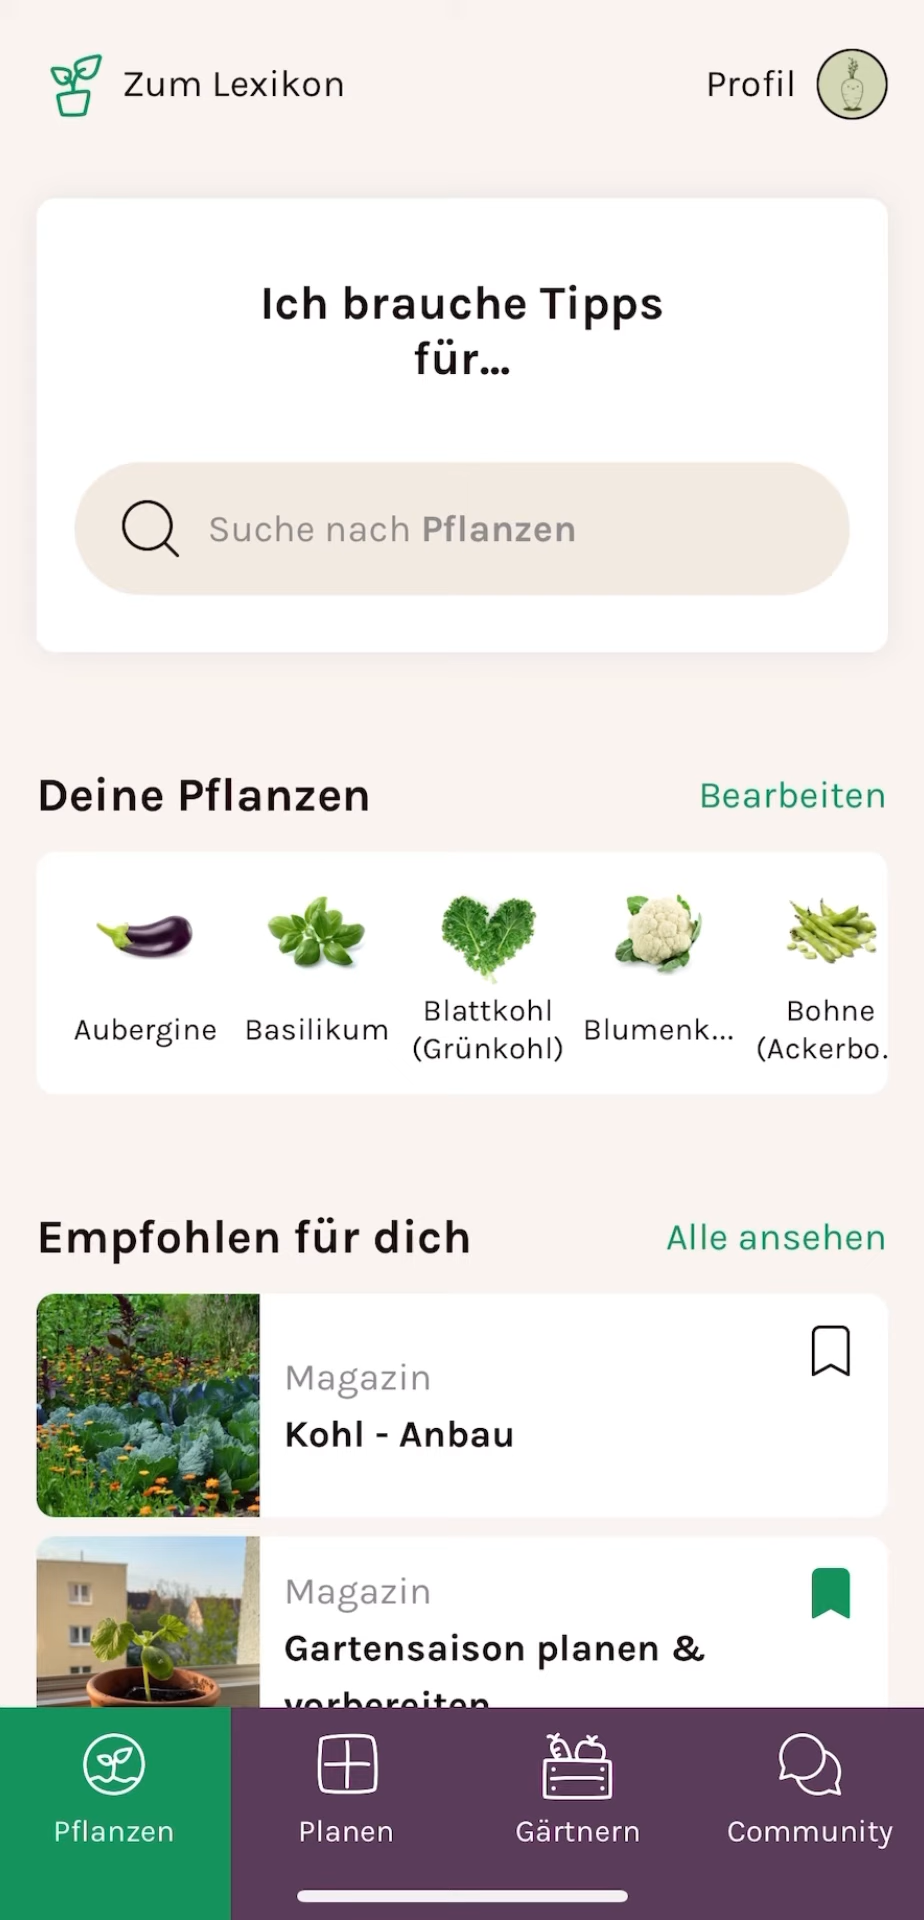 Zum Lexikon
Profil
Ich brauche Tipps
für...
Suche nach Pflanzen
Deine Pflanzen
Bearbeiten
Aubergine
Basilikum
Blattkohl
(Grünkohl)
Blumenk...
Bohne
(Ackerbo.
Empfohlen für dich
Alle ansehen
Magazin
Kohl - Anbau
Magazin
Gartensaison planen &
vorbereiten
Pflanzen
Planen
Gärtnern
Community